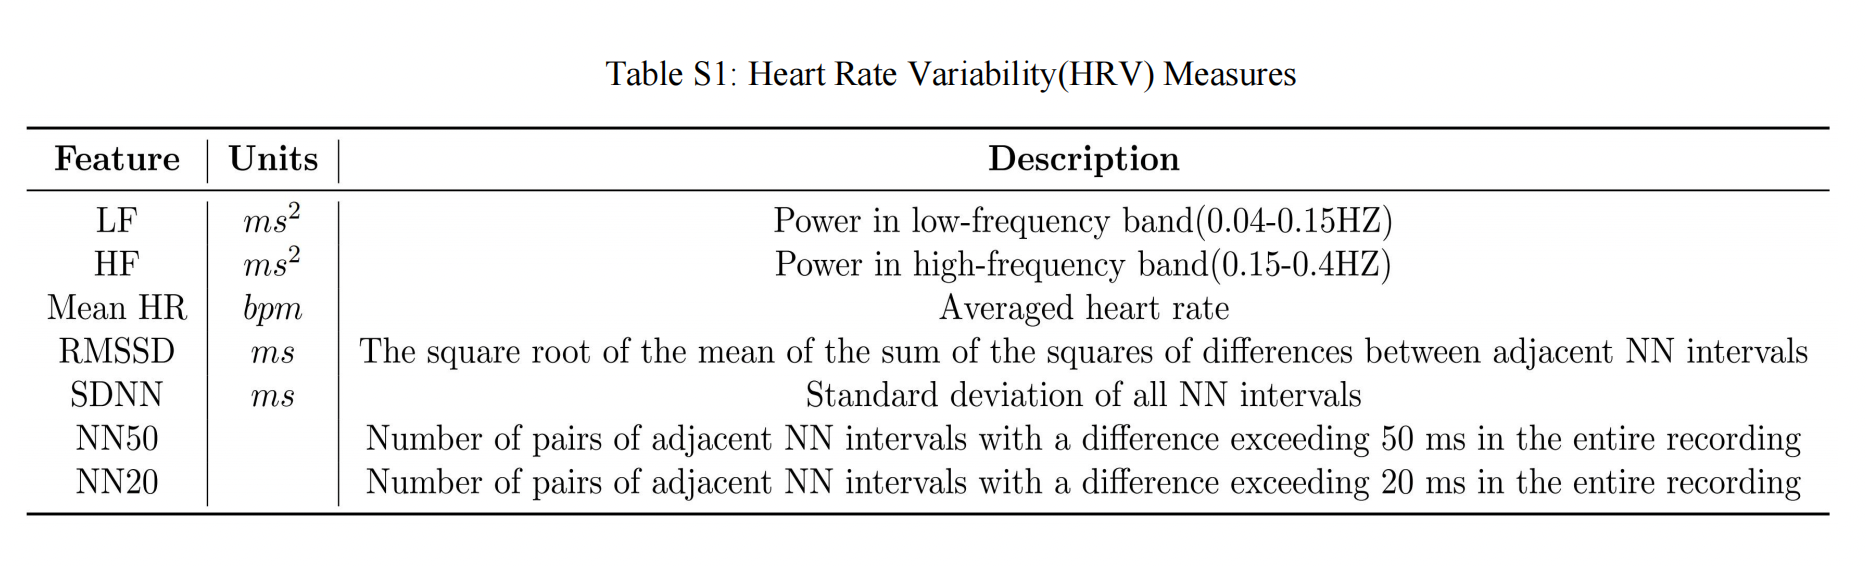 Table S1: Heart Rate Variability(HRV) Measures
Feature Units Description
LF ms² Power in low-frequency band(0.04-0.15HZ)
HF ms² Power in high-frequency band(0.15-0.4HZ)
Mean HR bpm Averaged heart rate
RMSSD ms The square root of the mean of the sum of the squares of differences between adjacent NN intervals
SDNN ms Standard deviation of all NN intervals
NN50 Number of pairs of adjacent NN intervals with a difference exceeding 50 ms in the entire recording
NN20 Number of pairs of adjacent NN intervals with a difference exceeding 20 ms in the entire recording